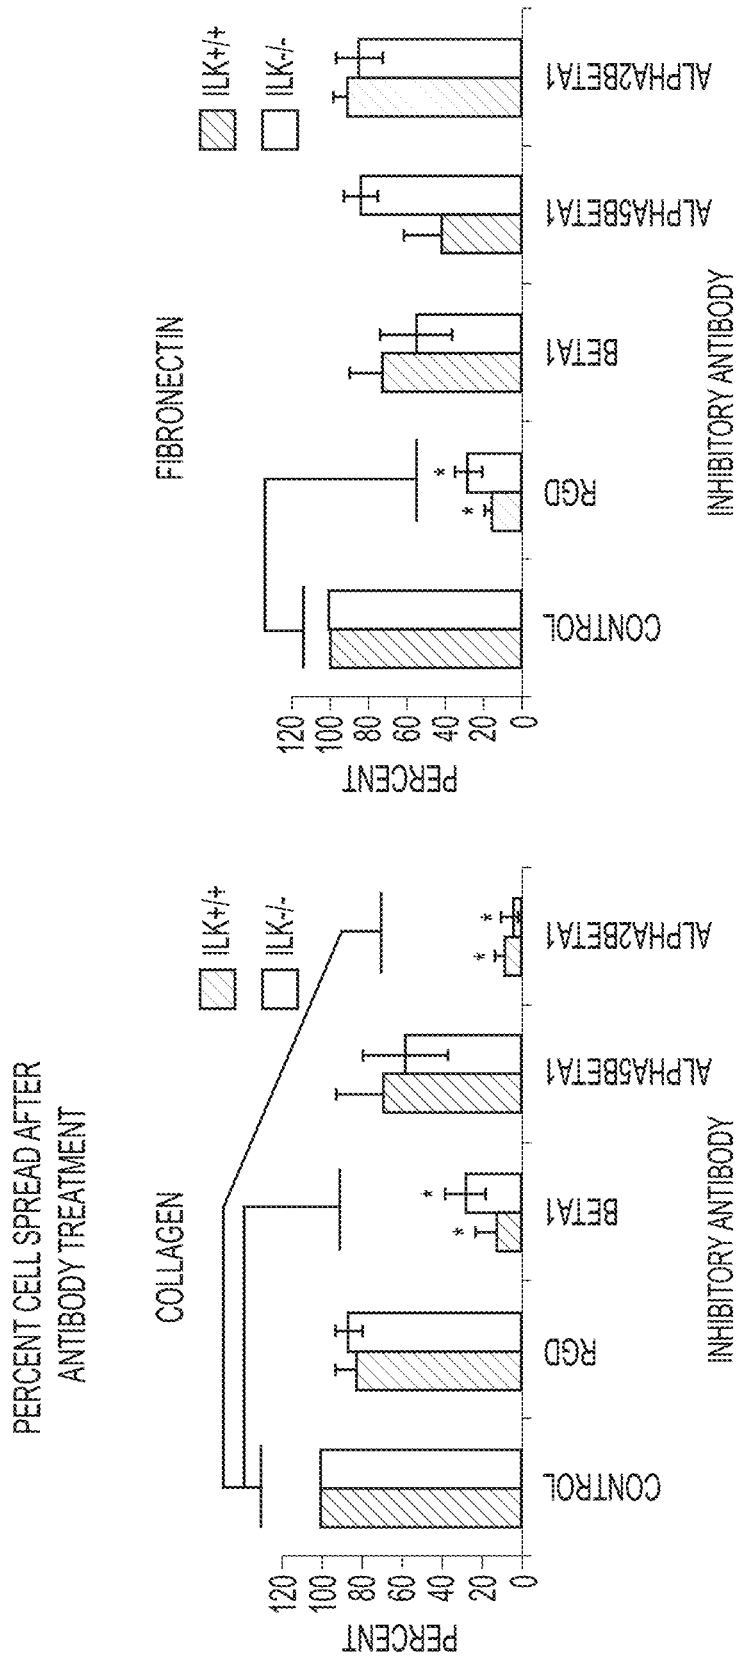 PERCENT CELL SPREAD AFTER
ANTIBODY TREATMENT
COLLAGEN
ILK+/+
ILK-/-
PERCENT
120
100
80
60
40
20
0
*
*
*
*
CONTROL
RGD
BETA1
ALPHA5BETA1
ALPHA2BETA1
INHIBITORY ANTIBODY
FIBRONECTIN
ILK+/+
ILK-/-
PERCENT
120
100
80
60
40
20
0
*
*
CONTROL
RGD
BETA1
ALPHA5BETA1
ALPHA2BETA1
INHIBITORY ANTIBODY